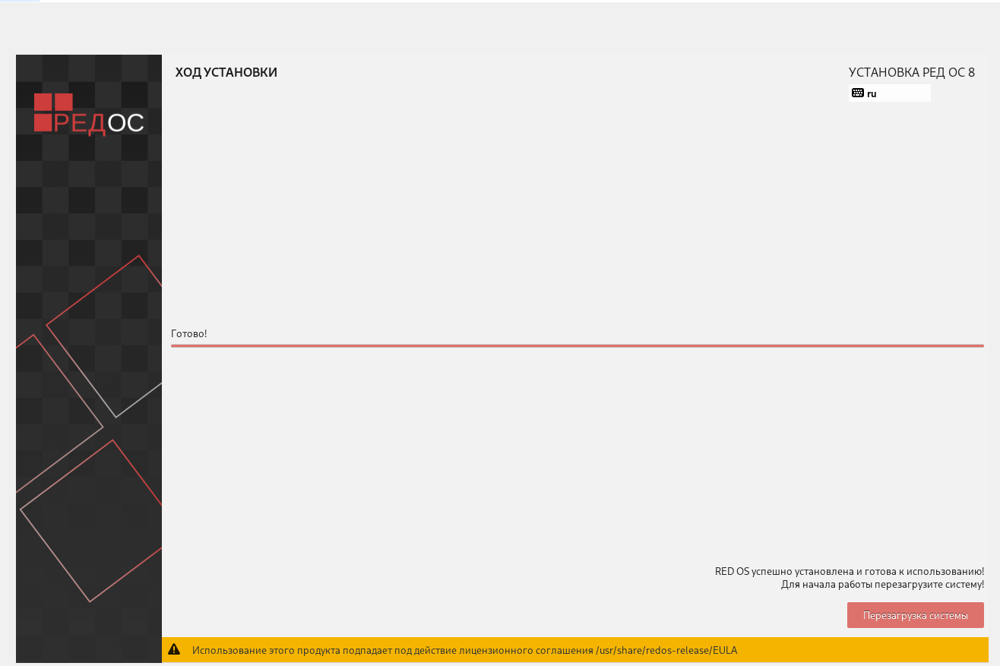 РЕДОС
ХОД УСТАНОВКИ
УСТАНОВКА РЕД ОС 8
ru
Готово!
RED OS успешно установлена и готова к использованию!
Для начала работы перезагрузите систему!
Перезагрузка системы
Использование этого продукта подпадает под действие лицензионного соглашения /usr/share/redos-release/EULA